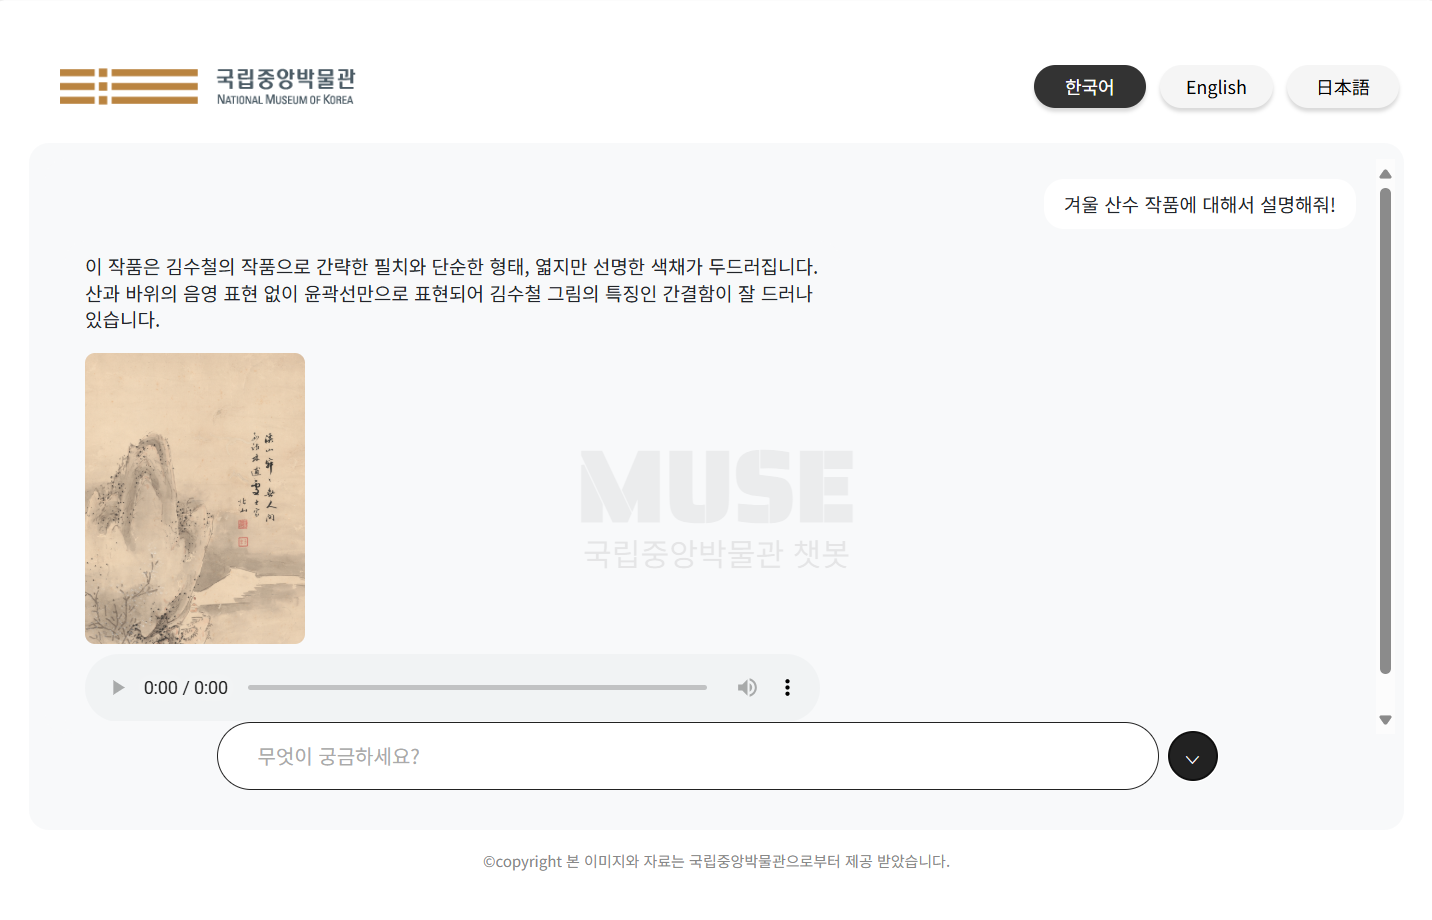 국립중앙박물관
NATIONAL MUSEUM OF KOREA
한국어
English
日本語
겨울 산수 작품에 대해서 설명해줘!
이 작품은 김수철의 작품으로 간략한 필치와 단순한 형태, 엷지만 선명한 색채가 두드러집니다.
산과 바위의 음영 표현 없이 윤곽선만으로 표현되어 김수철 그림의 특징인 간결함이 잘 드러나
있습니다.
MUSE
국립중앙박물관 챗봇
0:00 / 0:00
무엇이 궁금하세요?
©copyright 본 이미지와 자료는 국립중앙박물관으로부터 제공 받았습니다.